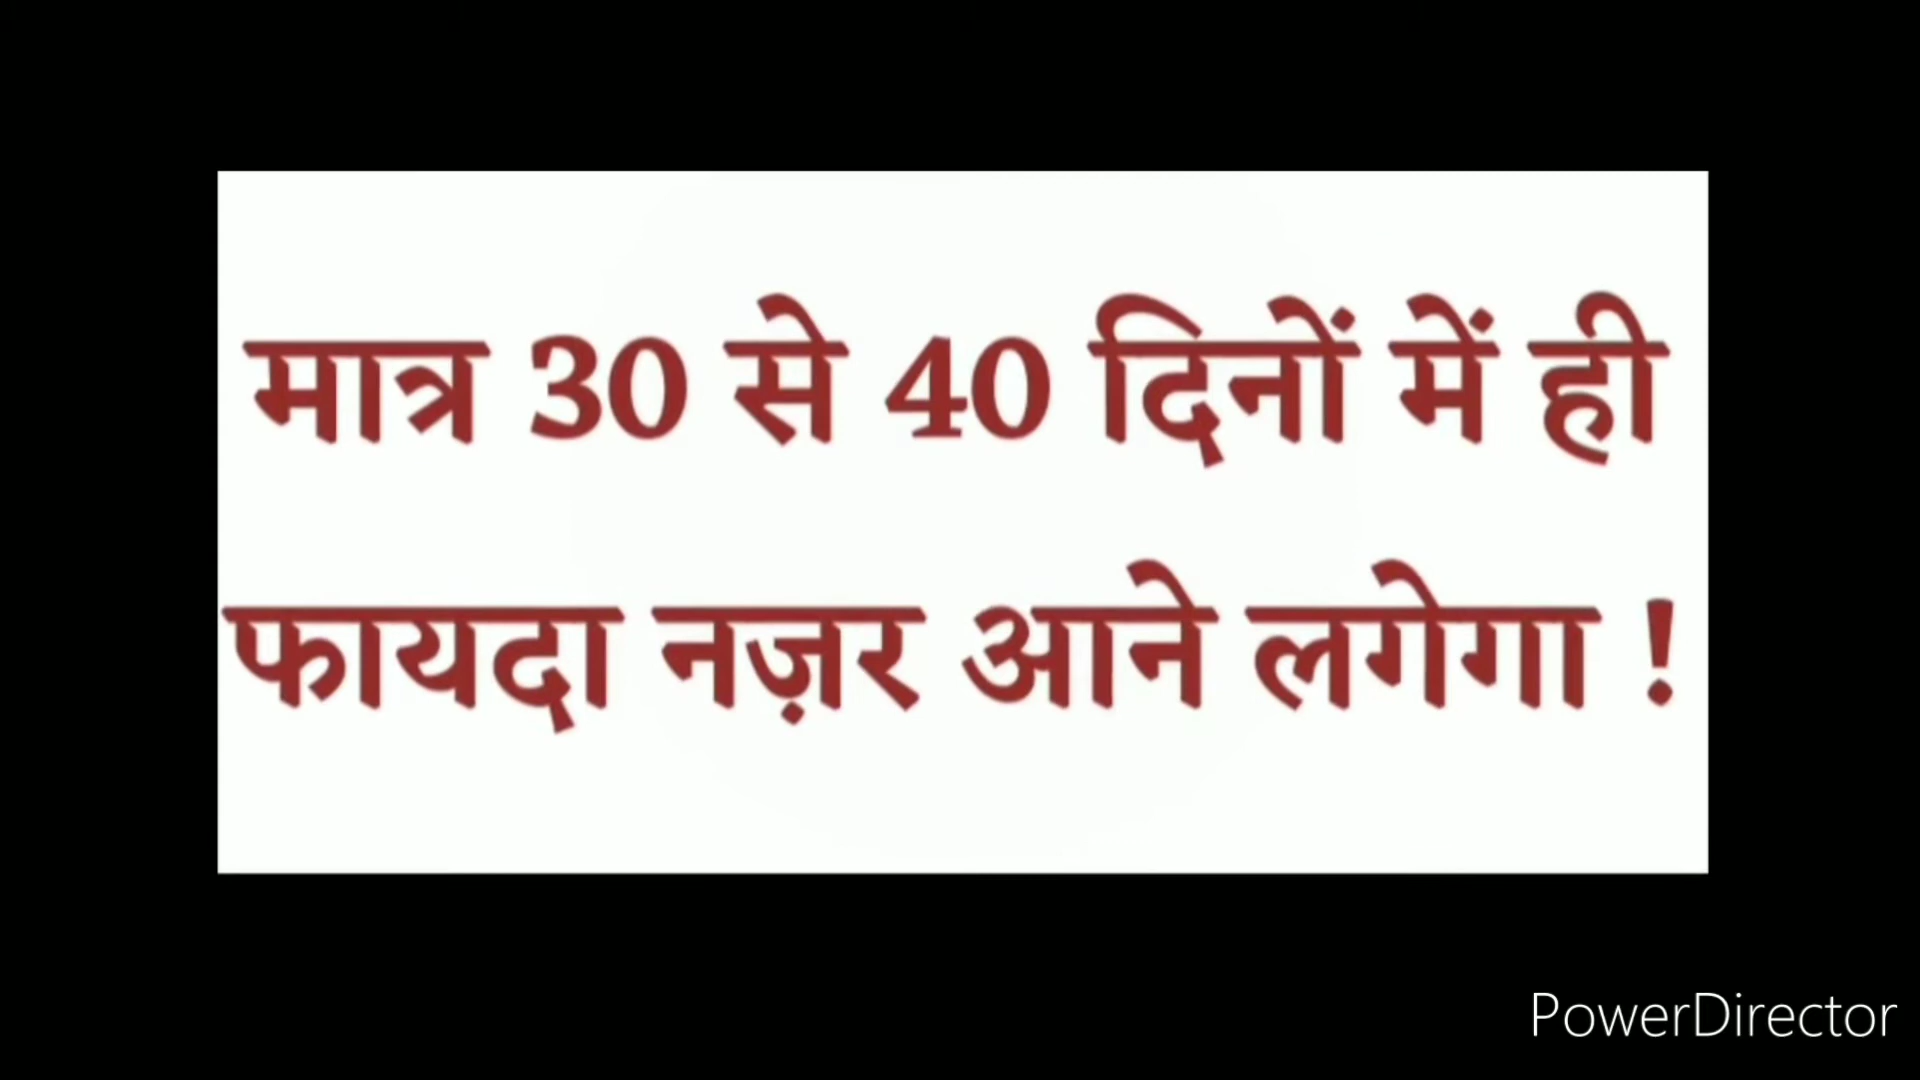 मात्र 30 से 40 दिनों में ही
फायदा नज़र आने लगेगा !
PowerDirector